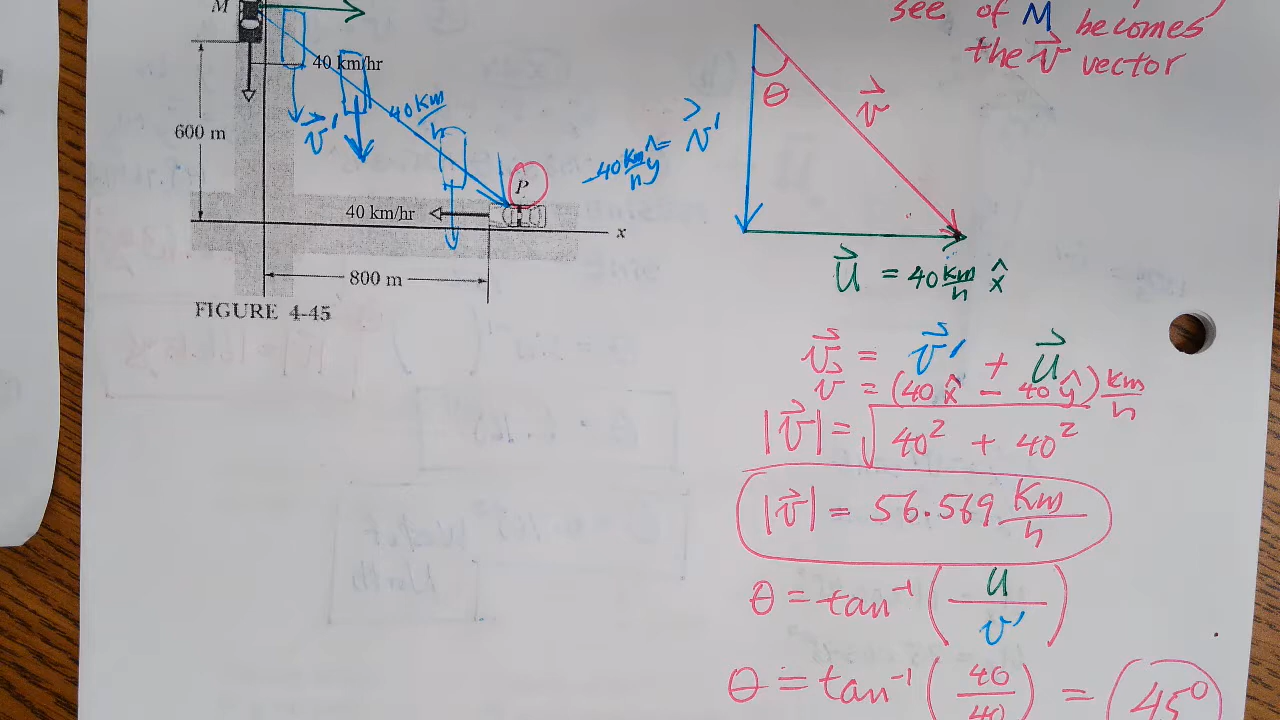 see of M becomes
the v⃗ vector
M
40 km/hr
v⃗'
40 km/h
600 m
P
40 km/hr
x
800 m
FIGURE 4-45
θ
v⃗
-40 km/h ŷ = v⃗'
u⃗ = 40 km/h x̂
v⃗s = v⃗' + u⃗
v = (40 x̂ - 40 ŷ) km/h
|v⃗| = √40² + 40²
|v⃗| = 56.569 km/h
θ = tan⁻¹ (u/v')
θ = tan⁻¹ (40/40) = 45°